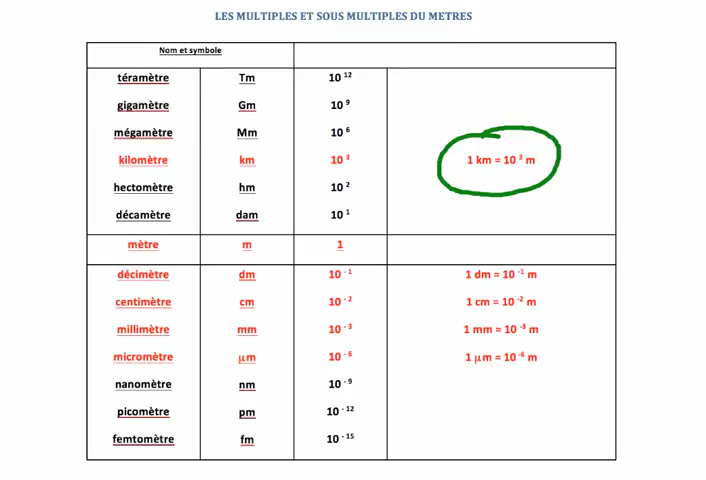 LES MULTIPLES ET SOUS MULTIPLES DU METRES
Nom et symbole
téramètre Tm 10 12
gigamètre Gm 10 9
mégamètre Mm 10 6
kilomètre km 10 3 1 km = 10 3 m
hectomètre hm 10 2
décamètre dam 10 1
mètre m 1
décimètre dm 10 - 1 1 dm = 10 -1 m
centimètre cm 10 - 2 1 cm = 10 -2 m
millimètre mm 10 - 3 1 mm = 10 -3 m
micromètre μm 10 - 6 1 μm = 10 -6 m
nanomètre nm 10 - 9
picomètre pm 10 - 12
femtomètre fm 10 - 15